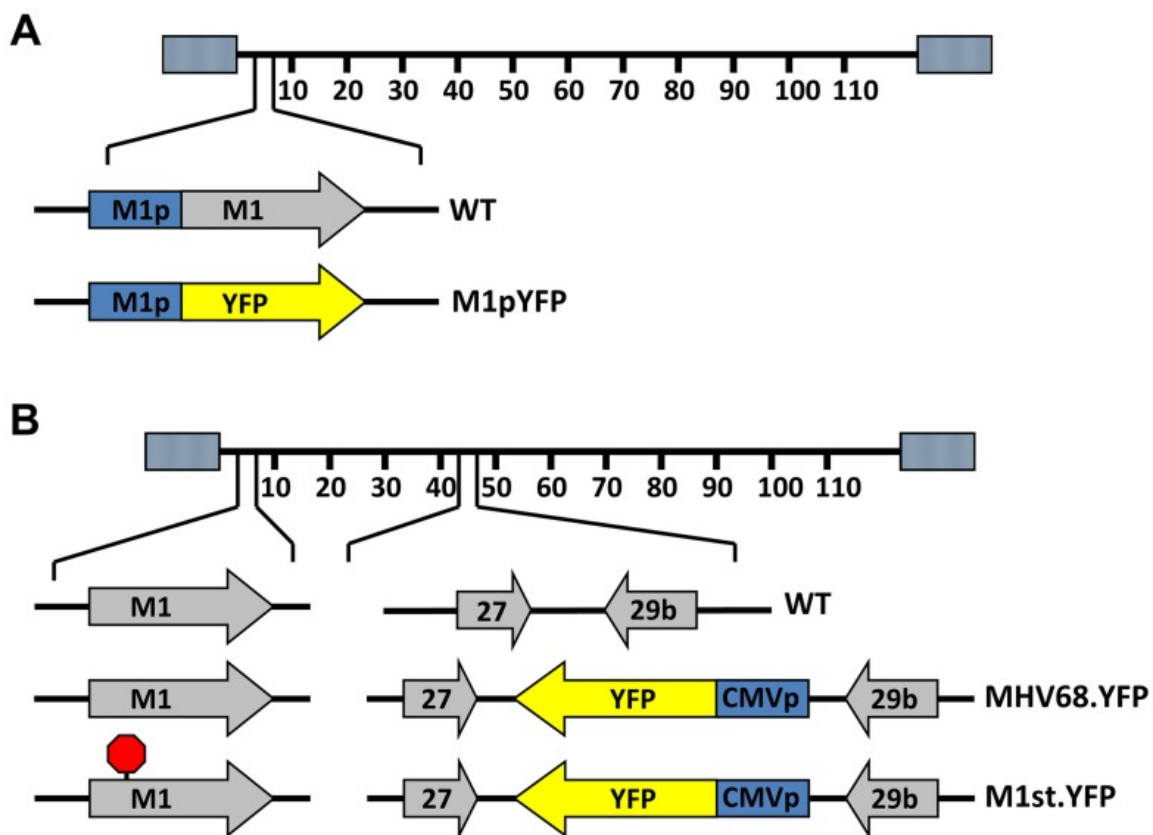 A
10 20 30 40 50 60 70 80 90 100 110
M1p M1 WT
M1p YFP M1pYFP
B
10 20 30 40 50 60 70 80 90 100 110
M1 27 29b WT
M1 27 YFP CMVp 29b MHV68.YFP
M1 27 YFP CMVp 29b M1st.YFP